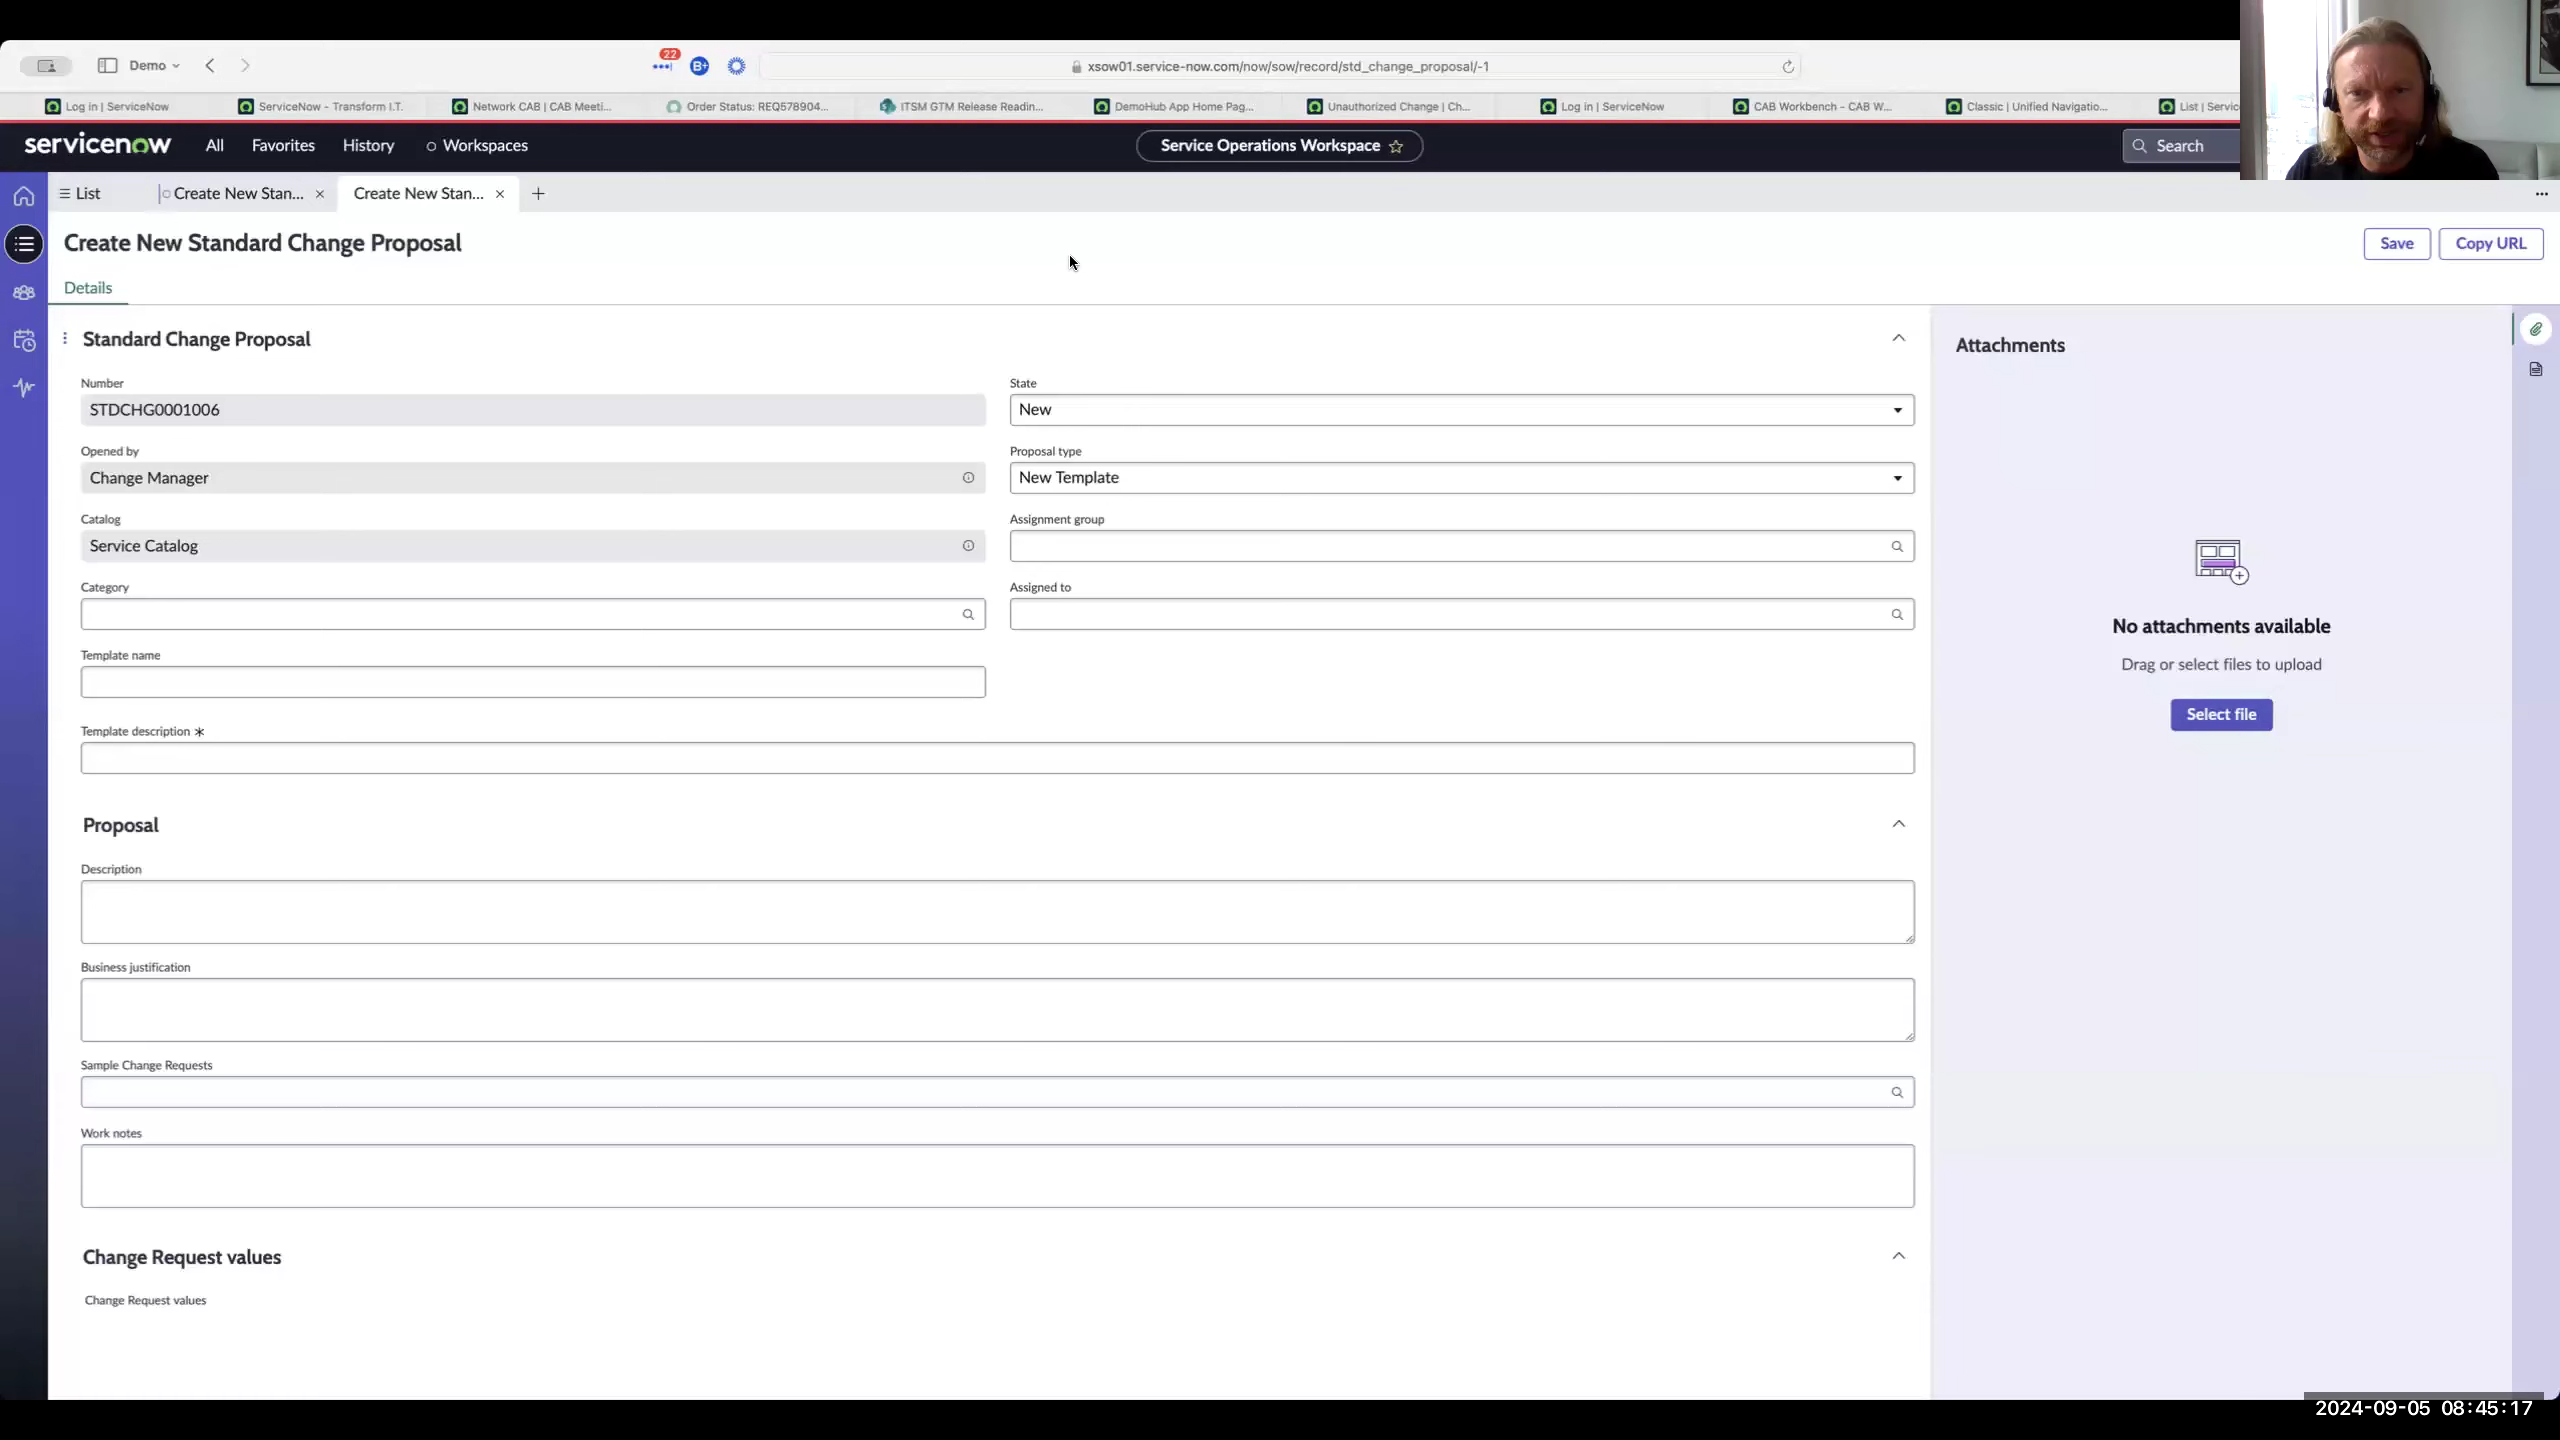 Demo
22
B+
xsow01.service-now.com/now/sow/record/std_change_proposal/-1
Log in | ServiceNow
ServiceNow - Transform I.T.
Network CAB | CAB Meeti...
Order Status: REQ578904...
ITSM GTM Release Readin...
DemoHub App Home Pag...
Unauthorized Change | Ch...
Log in | ServiceNow
CAB Workbench - CAB W...
Classic | Unified Navigatio...
List | Servic
servicenow
All
Favorites
History
Workspaces
Service Operations Workspace
Search
List
Create New Stan...
Create New Stan...
Create New Standard Change Proposal
Save
Copy URL
Details
Standard Change Proposal
Number
STDCHG0001006
State
New
Opened by
Change Manager
Proposal type
New Template
Catalog
Service Catalog
Assignment group
Category
Assigned to
Template name
Template description *
Proposal
Description
Business justification
Sample Change Requests
Work notes
Change Request values
Change Request values
Attachments
No attachments available
Drag or select files to upload
Select file
2024-09-05 08:45:17